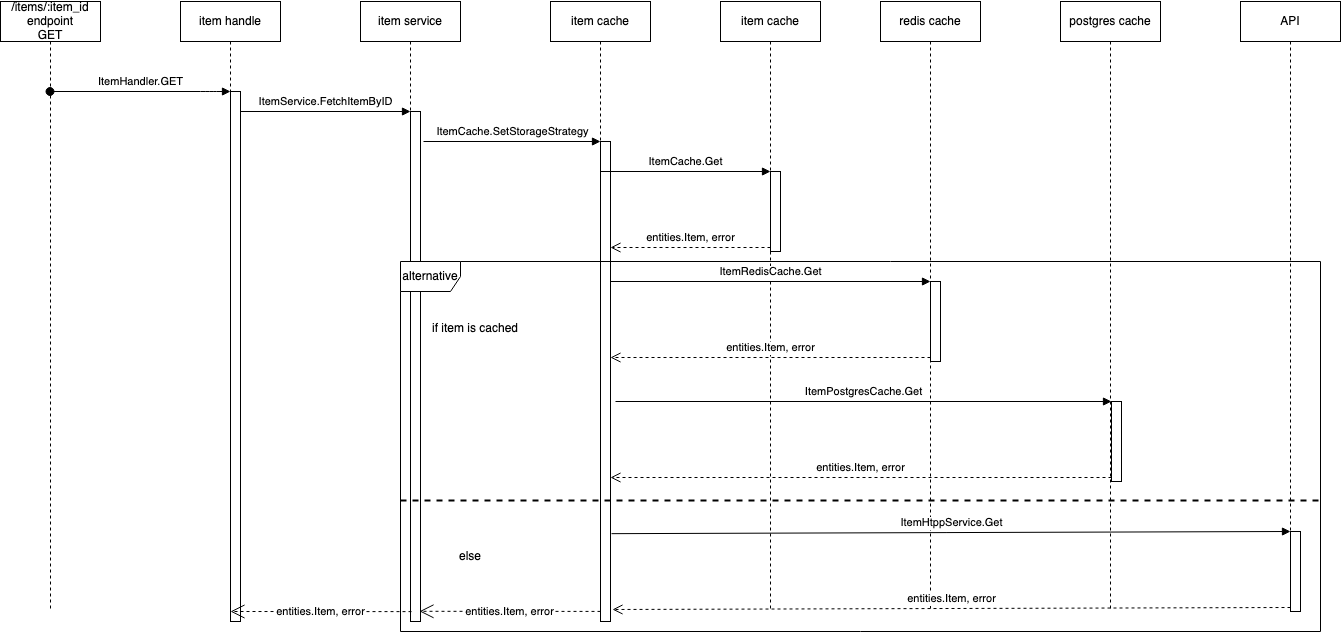 /items/:item_id
endpoint
GET
item handle
item service
item cache
item cache
redis cache
postgres cache
API
ItemHandler.GET
ItemService.FetchItemByID
ItemCache.SetStorageStrategy
ItemCache.Get
entities.Item, error
alternative
ItemRedisCache.Get
if item is cached
entities.Item, error
ItemPostgresCache.Get
entities.Item, error
ItemHtppService.Get
else
entities.Item, error
entities.Item, error
entities.Item, error